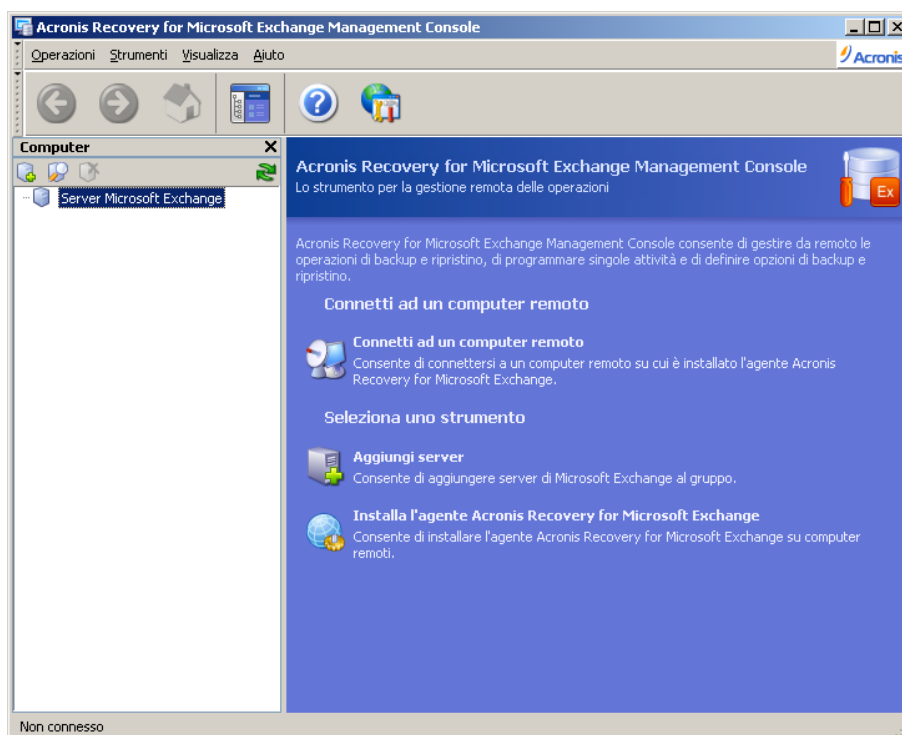 Acronis Recovery for Microsoft Exchange Management Console
Operazioni Strumenti Visualizza Aiuto
Acronis
Computer
Server Microsoft Exchange
Acronis Recovery for Microsoft Exchange Management Console
Lo strumento per la gestione remota delle operazioni
Ex
Acronis Recovery for Microsoft Exchange Management Console consente di gestire da remoto le
operazioni di backup e ripristino, di programmare singole attività e di definire opzioni di backup e
ripristino.
Connetti ad un computer remoto
Connetti ad un computer remoto
Consente di connettersi a un computer remoto su cui è installato l'agente Acronis
Recovery for Microsoft Exchange.
Seleziona uno strumento
Aggiungi server
Consente di aggiungere server di Microsoft Exchange al gruppo.
Installa l'agente Acronis Recovery for Microsoft Exchange
Consente di installare l'agente Acronis Recovery for Microsoft Exchange su computer
remoti.
Non connesso